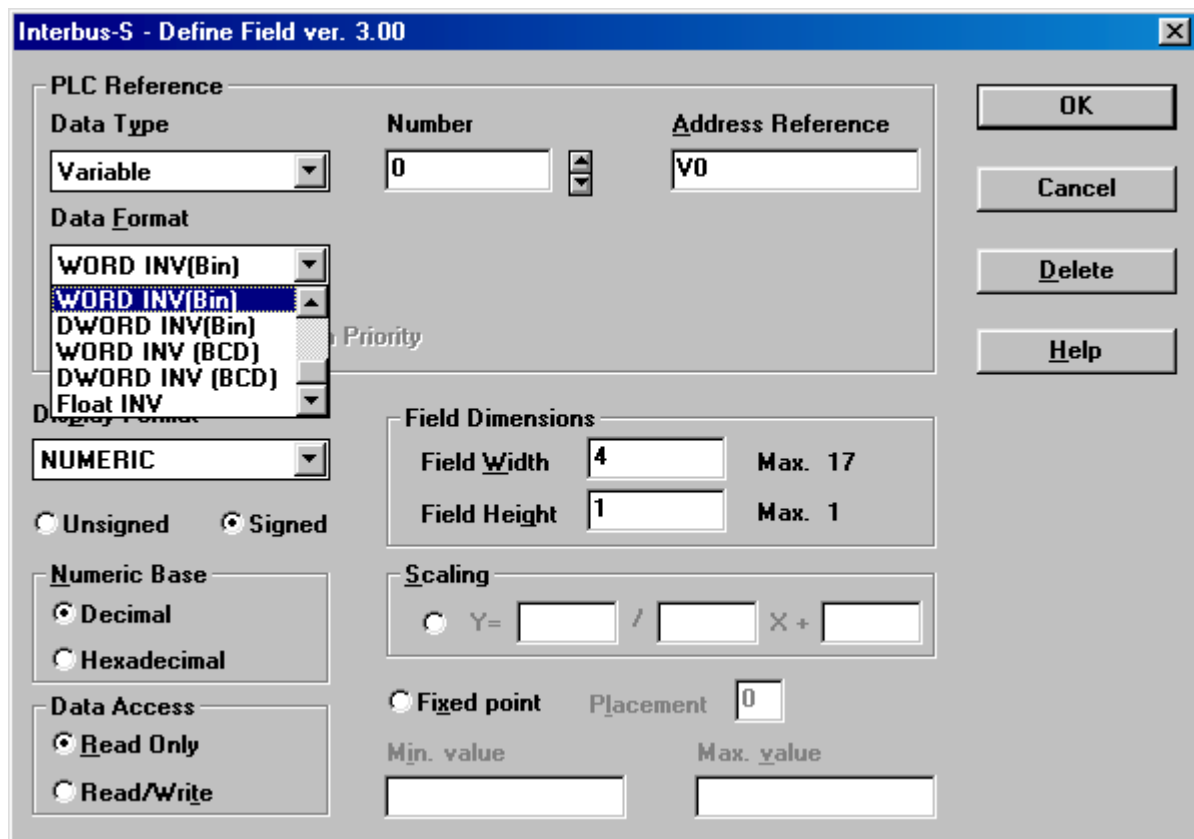 Interbus-S - Define Field ver. 3.00
PLC Reference
Data Type
Number
Address Reference
Variable
0
V0
Data Format
WORD INV(Bin)
WORD INV(Bin)
DWORD INV(Bin)
WORD INV (BCD)
DWORD INV (BCD)
Float INV
Priority
OK
Cancel
Delete
Help
Display Format
NUMERIC
Unsigned
Signed
Numeric Base
Decimal
Hexadecimal
Data Access
Read Only
Read/Write
Field Dimensions
Field Width 4 Max. 17
Field Height 1 Max. 1
Scaling
Y= / X +
Fixed point Placement 0
Min. value
Max. value